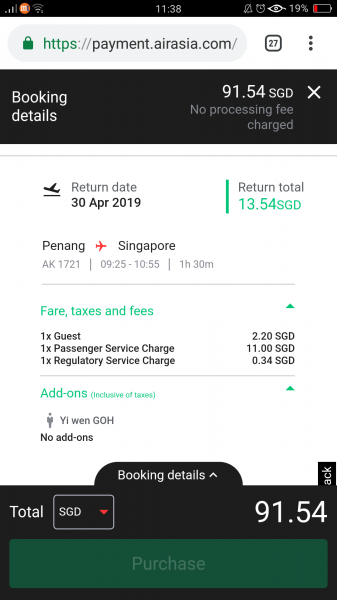 11:38
19%
https://payment.airasia.com/
27
Booking details
91.54 SGD
No processing fee charged
Return date
30 Apr 2019
Return total
13.54SGD
Penang Singapore
AK 1721 | 09:25 - 10:55 | 1h 30m
Fare, taxes and fees
1x Guest 2.20 SGD
1x Passenger Service Charge 11.00 SGD
1x Regulatory Service Charge 0.34 SGD
Add-ons (Inclusive of taxes)
Yi wen GOH
No add-ons
Booking details
Total SGD 91.54
Purchase